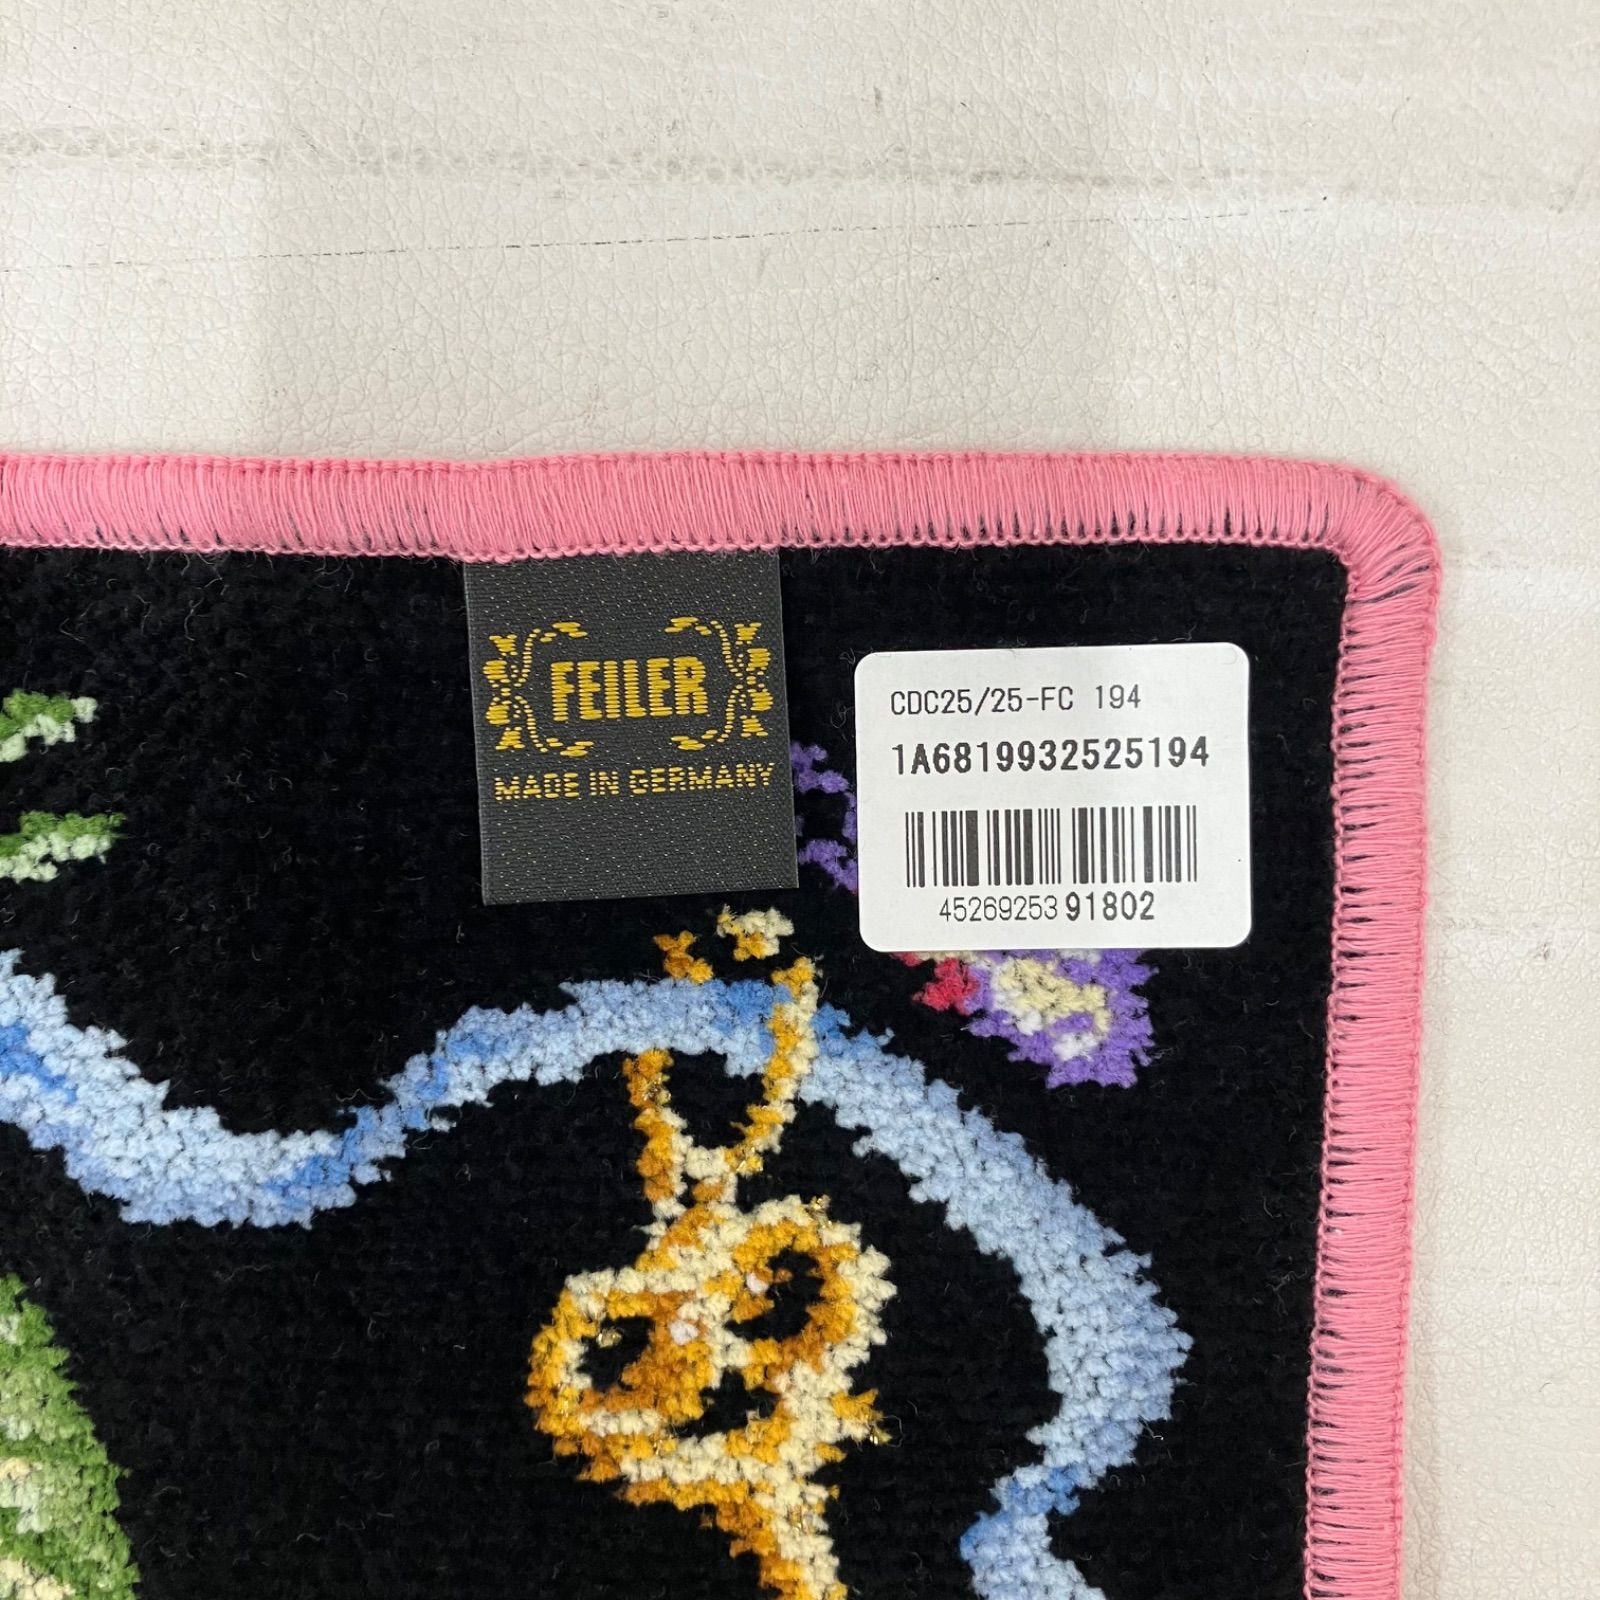 FEILER
MADE IN GERMANY
CDC25/25-FC 194
1A6819932525194
4526925391802